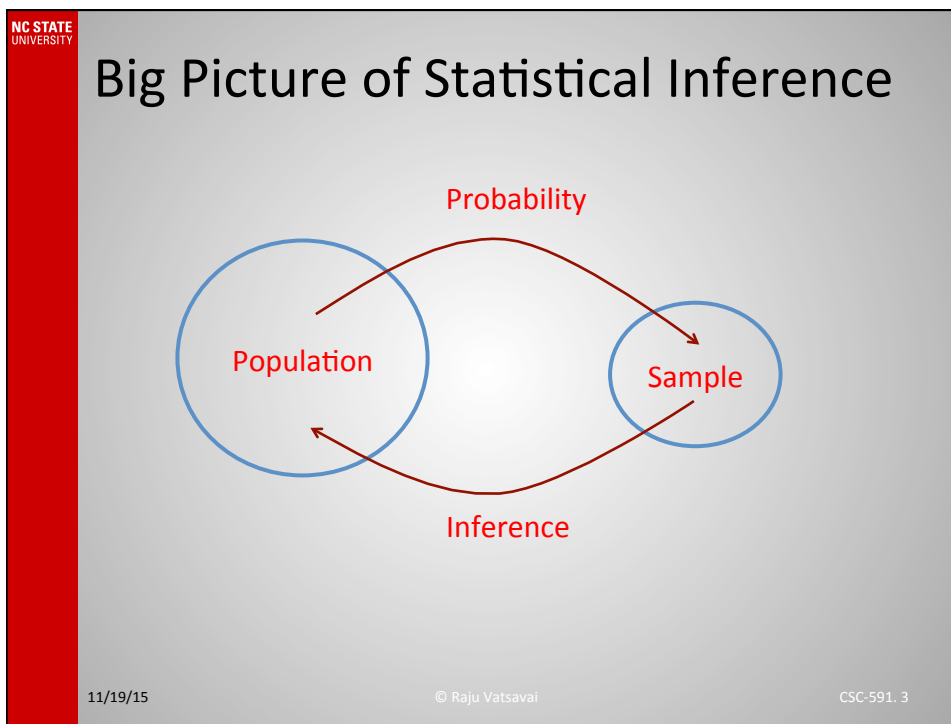 NC STATE
UNIVERSITY
Big Picture of Statistical Inference
Probability
Population
Sample
Inference
11/19/15
© Raju Vatsavai
CSC-591. 3